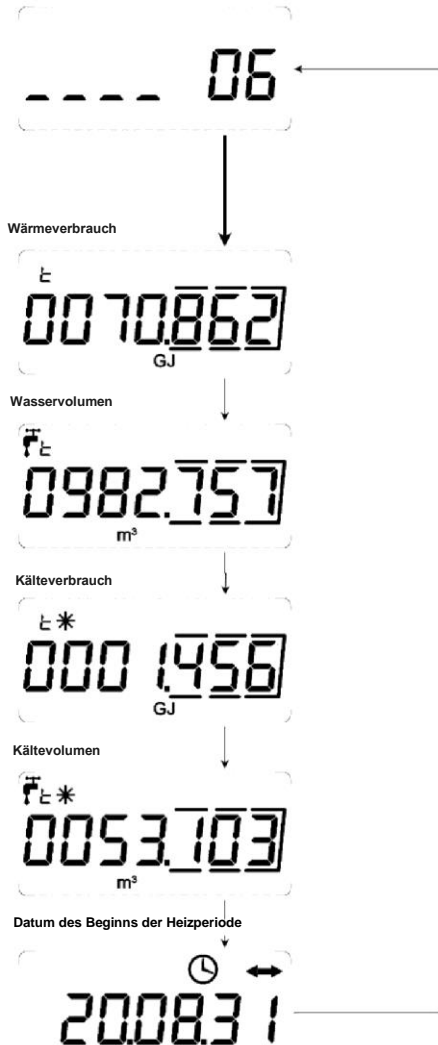 _ _ _ _ 06
Wärmeverbrauch
0070.862
GJ
Wasservolumen
0982.757
m³
Kälteverbrauch
0001.456
GJ
Kältevolumen
0053.103
m³
Datum des Beginns der Heizperiode
20.08.31